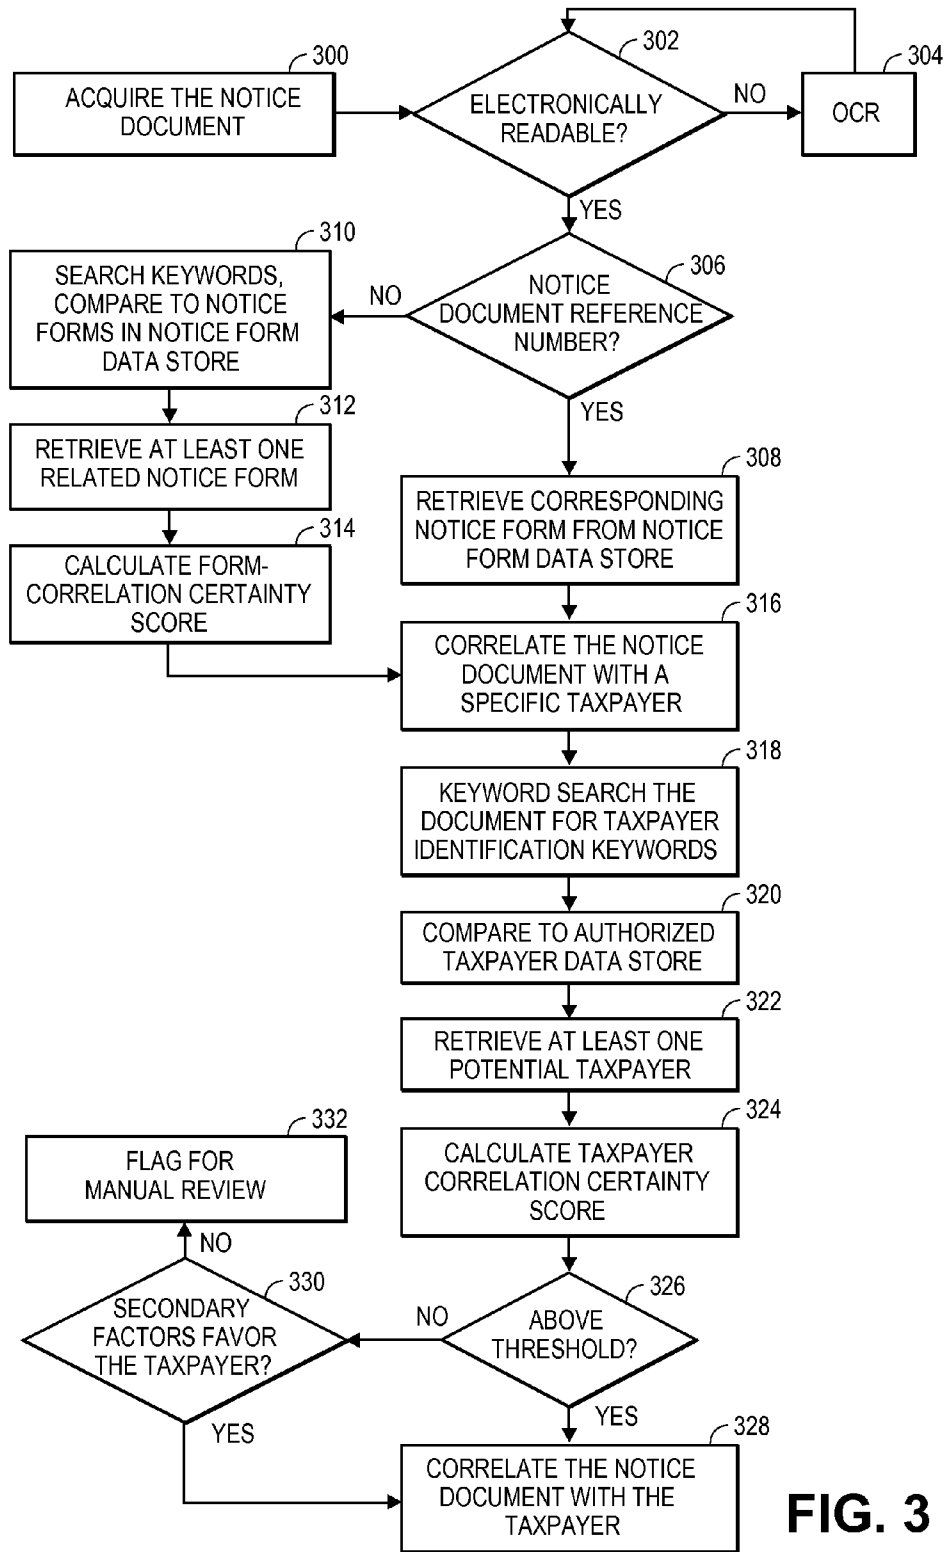 300
ACQUIRE THE NOTICE
DOCUMENT
302
ELECTRONICALLY
READABLE?
NO
304
OCR
YES
306
NOTICE
DOCUMENT REFERENCE
NUMBER?
NO
310
SEARCH KEYWORDS,
COMPARE TO NOTICE
FORMS IN NOTICE FORM
DATA STORE
312
RETRIEVE AT LEAST ONE
RELATED NOTICE FORM
314
CALCULATE FORM-
CORRELATION CERTAINTY
SCORE
YES
308
RETRIEVE CORRESPONDING
NOTICE FORM FROM NOTICE
FORM DATA STORE
316
CORRELATE THE NOTICE
DOCUMENT WITH A
SPECIFIC TAXPAYER
318
KEYWORD SEARCH THE
DOCUMENT FOR TAXPAYER
IDENTIFICATION KEYWORDS
320
COMPARE TO AUTHORIZED
TAXPAYER DATA STORE
322
RETRIEVE AT LEAST ONE
POTENTIAL TAXPAYER
324
CALCULATE TAXPAYER
CORRELATION CERTAINTY
SCORE
326
ABOVE
THRESHOLD?
NO
330
SECONDARY
FACTORS FAVOR
THE TAXPAYER?
NO
332
FLAG FOR
MANUAL REVIEW
YES
YES
328
CORRELATE THE NOTICE
DOCUMENT WITH THE
TAXPAYER
FIG. 3